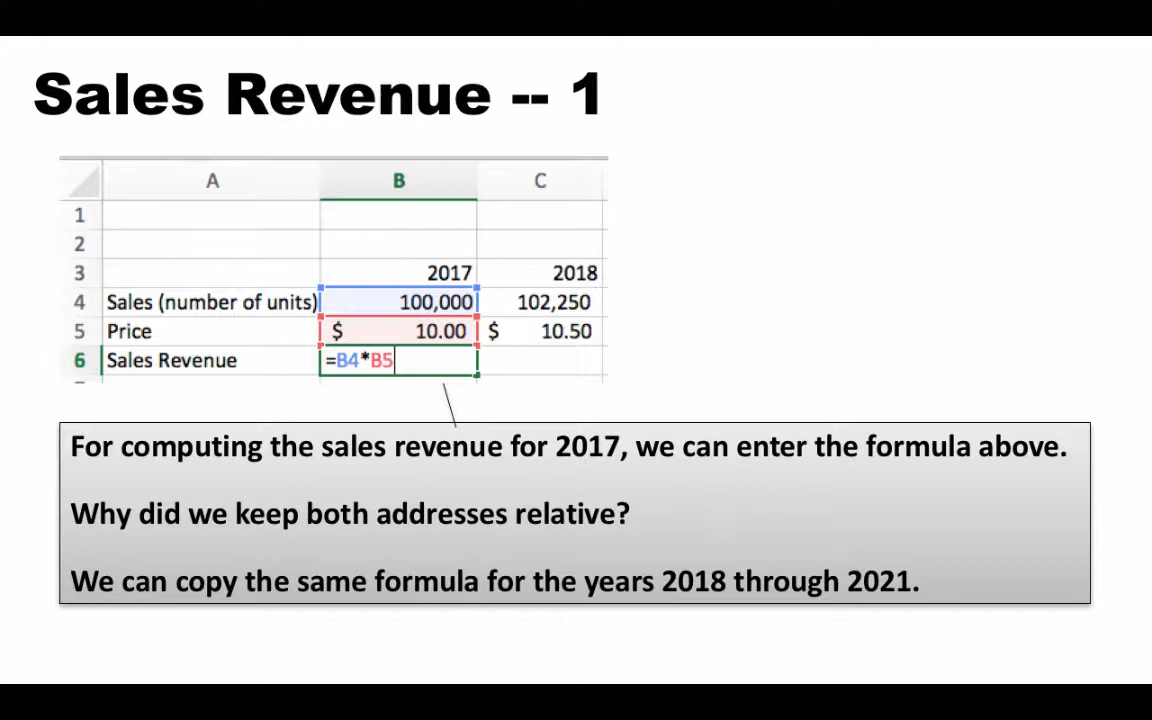 Sales Revenue -- 1
A B C
1
2
3 2017 2018
4 Sales (number of units) 100,000 102,250
5 Price $ 10.00 $ 10.50
6 Sales Revenue =B4*B5
For computing the sales revenue for 2017, we can enter the formula above.
Why did we keep both addresses relative?
We can copy the same formula for the years 2018 through 2021.